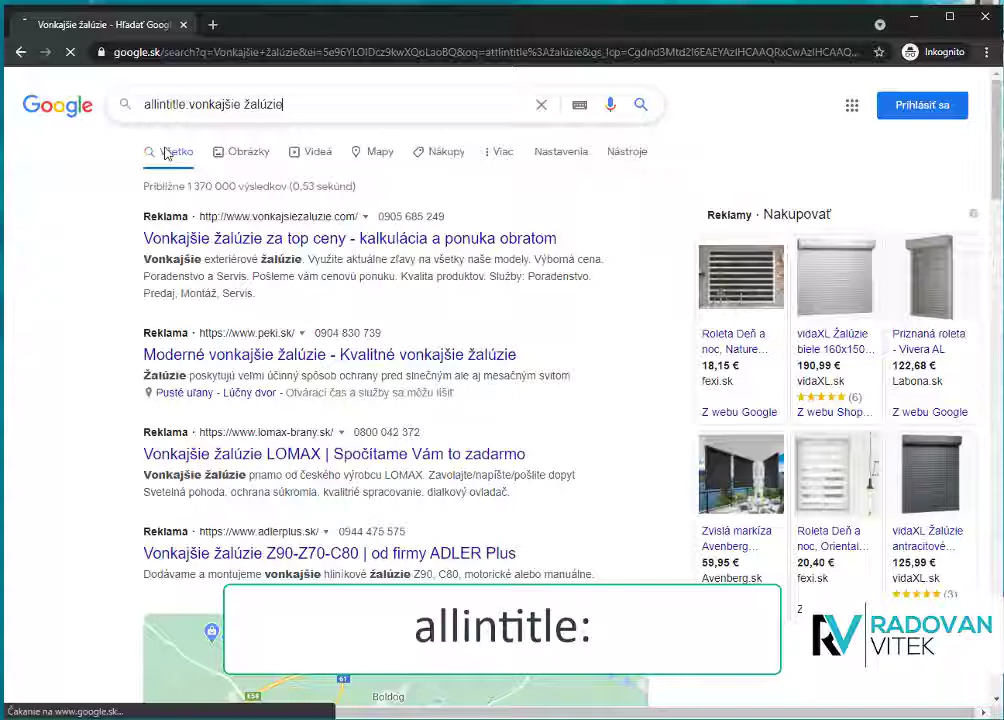 Vonkajšie žalúzie - Hľadať Googl
google.sk/search?q=Vonkajšie+žalúzie&ei=5e96YLOIDcz9kwXQoLaoBQ&oq=attlintitle%3Ažalúzie&gs_lcp=Cgdnd3Mtd2l6EAEYAzIHCAAQRxCwAzIHCAAQ...
Inkognito
Google
allintitle vonkajšie žalúzie
Prihlásiť sa
Všetko
Obrázky
Videá
Mapy
Nákupy
Viac
Nastavenia
Nástroje
Približne 1 370 000 výsledkov (0,53 sekúnd)
Reklama · http://www.vonkajsiezaluzie.com/ 0905 685 249
Vonkajšie žalúzie za top ceny - kalkulácia a ponuka obratom
Vonkajšie exteriérové žalúzie. Využite aktuálne zľavy na všetky naše modely. Výborná cena.
Poradenstvo a Servis. Pošleme vám cenovú ponuku. Kvalita produktov. Služby: Poradenstvo.
Predaj, Montáž, Servis.
Reklama · https://www.peki.sk/ 0904 830 739
Moderné vonkajšie žalúzie - Kvalitné vonkajšie žalúzie
Žalúzie poskytujú veľmi účinný spôsob ochrany pred slnečným ale aj mesačným svitom
Pusté uľany - Lúčny dvor - Otváraci čas a služby sa môžu líšiť
Reklama · https://www.lomax-brany.sk/ 0800 042 372
Vonkajšie žalúzie LOMAX | Spočítame Vám to zadarmo
Vonkajšie žalúzie priamo od českého výrobcu LOMAX. Zavolajte/napíšte/pošlite dopyt
Svetelná pohoda, ochrana súkromia, kvalitné spracovanie, diaľkový ovládač.
Reklama · https://www.adlerplus.sk/ 0944 475 575
Vonkajšie žalúzie Z90-Z70-C80 | od firmy ADLER Plus
Dodávame a montujeme vonkajšie hliníkové žalúzie Z90, C80, motorické alebo manuálne.
Reklamy · Nakupovať
Roleta Deň a
noc, Nature...
18,15 €
fexi.sk
Z webu Google
vidaXL Žalúzie
biele 160x150...
190,99 €
vidaXL.sk
(6)
Z webu Shop...
Priznaná roleta
- Vivera AL
122,68 €
Labona.sk
Z webu Google
Zvislá markíza
Avenberg...
59,95 €
Avenberg.sk
Roleta Deň a
noc, Orientai...
20,40 €
fexi.sk
Z
vidaXL Žalúzie
antracitové...
125,99 €
vidaXL.sk
(3)
allintitle:
RV RADOVAN
VITEK
61
E58
Boldog
Čakanie na www.google.sk...